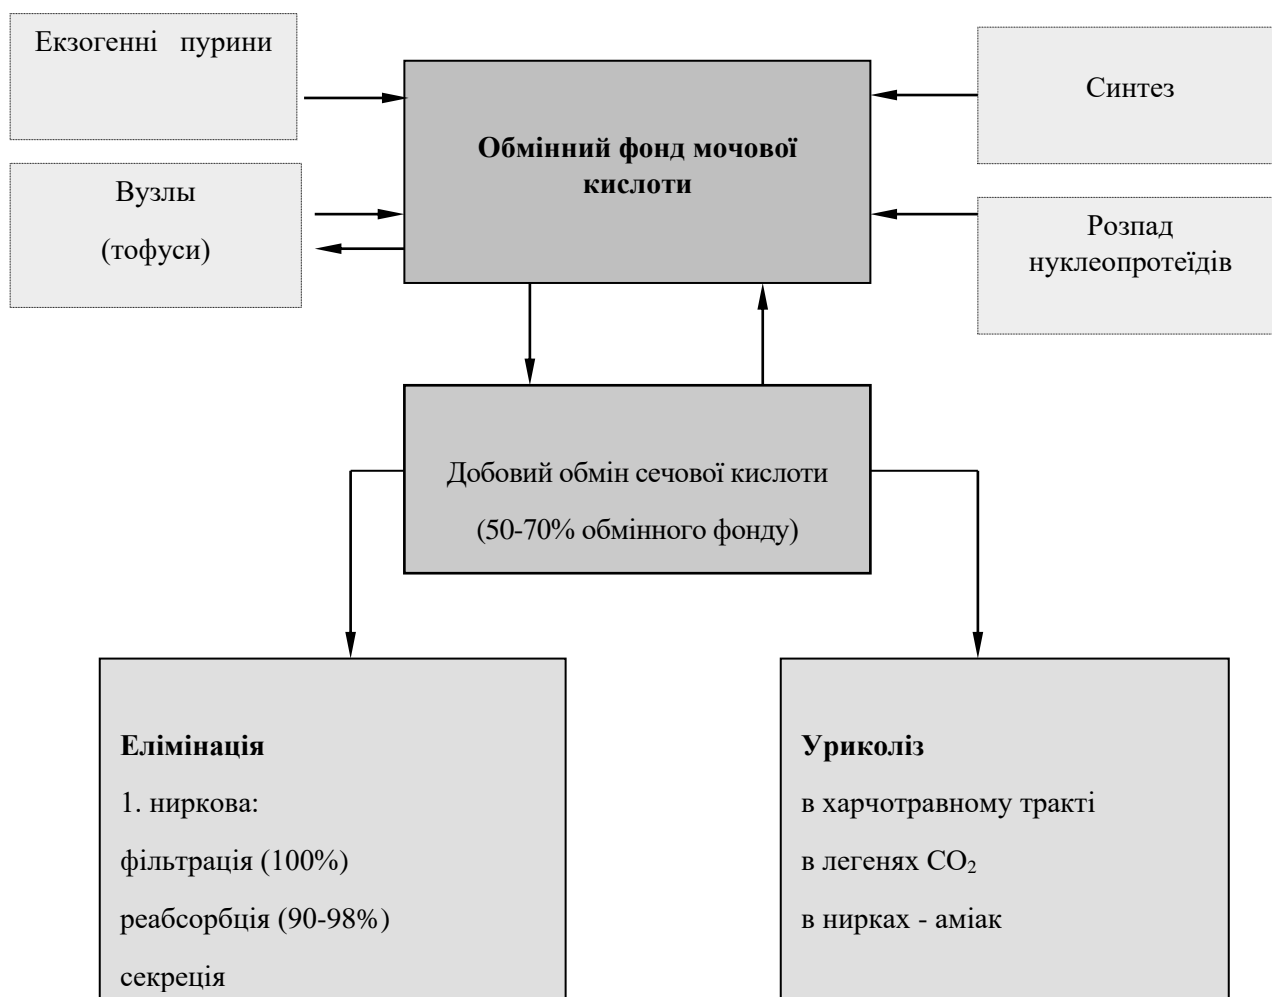 Екзогенні пурини
Синтез
Обмінний фонд мочової
кислоти
Вузлы
(тофуси)
Розпад
нуклеопротеїдів
Добовий обмін сечової кислоти
(50-70% обмінного фонду)
Елімінація
1. ниркова:
фільтрація (100%)
реабсорбція (90-98%)
секреція
Уриколіз
в харчотравному тракті
в легенях CO₂
в нирках - аміак